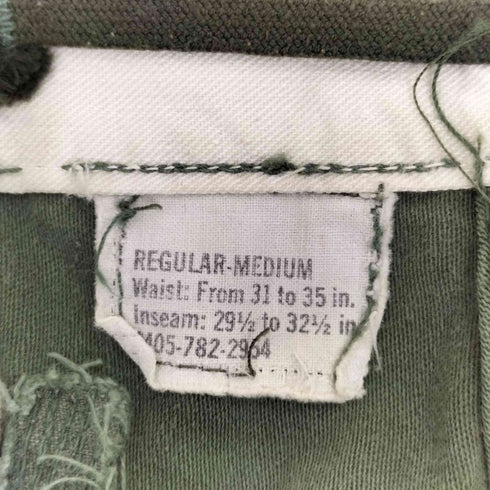 REGULAR-MEDIUM
Waist: From 31 to 35 in.
Inseam: 29½ to 32½ in